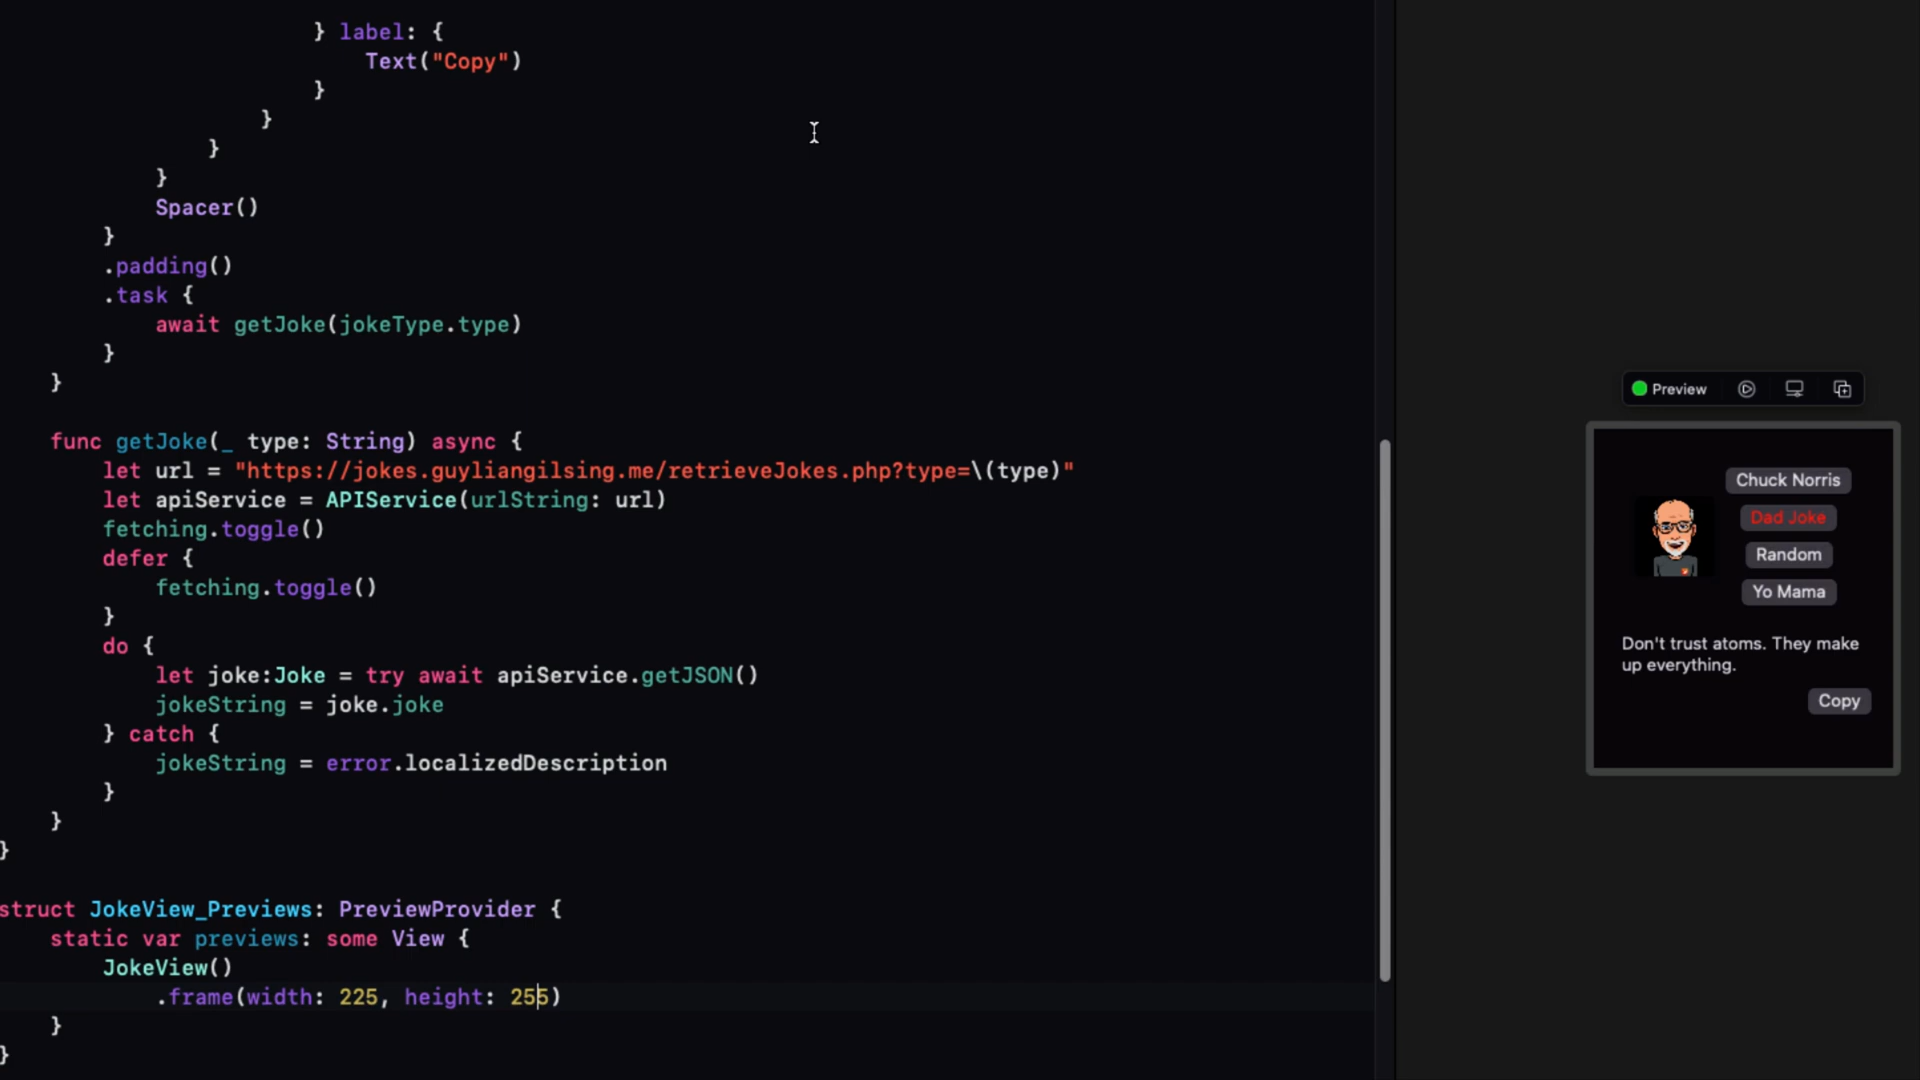 } label: {
Text("Copy")
}
}
}
}
Spacer()
}
.padding()
.task {
await getJoke(jokeType.type)
}
}
func getJoke(_ type: String) async {
let url = "https://jokes.guyliangilsing.me/retrieveJokes.php?type=\(type)"
let apiService = APIService(urlString: url)
fetching.toggle()
defer {
fetching.toggle()
}
do {
let joke:Joke = try await apiService.getJSON()
jokeString = joke.joke
} catch {
jokeString = error.localizedDescription
}
}
}
struct JokeView_Previews: PreviewProvider {
static var previews: some View {
JokeView()
.frame(width: 225, height: 255)
}
}
Preview
Chuck Norris
Dad Joke
Random
Yo Mama
Don't trust atoms. They make
up everything.
Copy